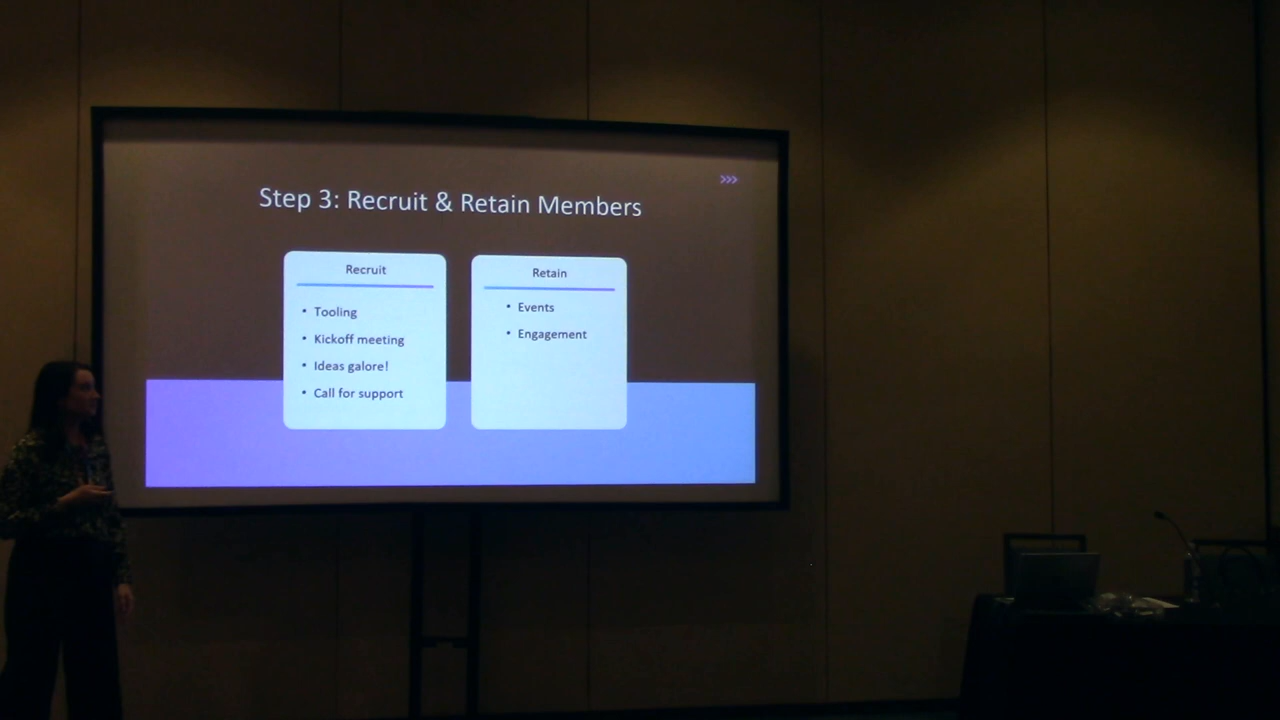 Step 3: Recruit & Retain Members
Recruit
• Tooling
• Kickoff meeting
• Ideas galore!
• Call for support
Retain
• Events
• Engagement